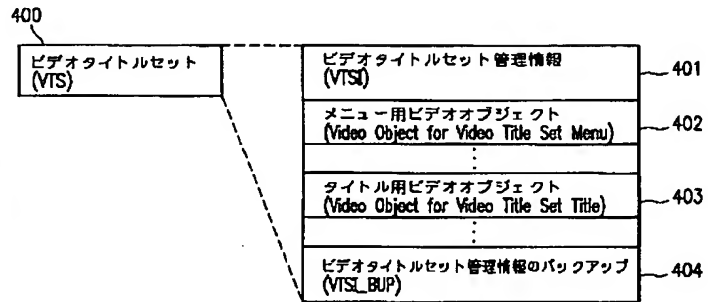 400
ビデオタイトルセット
(VTS)
ビデオタイトルセット管理情報
(VTSI)
401
メニュー用ビデオオブジェクト
(Video Object for Video Title Set Menu)
402
タイトル用ビデオオブジェクト
(Video Object for Video Title Set Title)
403
ビデオタイトルセット管理情報のバックアップ
(VTSI_BUP)
404